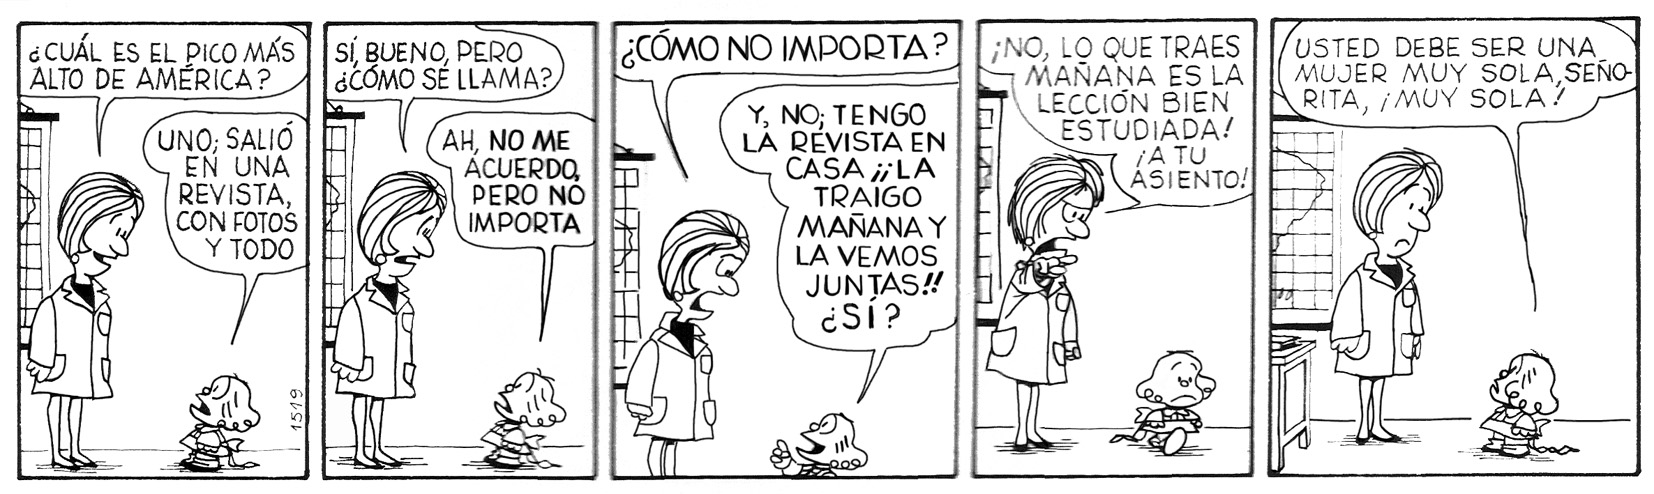 ¿CUÁL ES EL PICO MÁS
ALTO DE AMÉRICA?
UNO; SALIÓ
EN UNA
REVISTA,
CON FOTOS
Y TODO
1519
SÍ, BUENO, PERO
¿CÓMO SE LLAMA?
AH, NO ME
ACUERDO,
PERO NO
IMPORTA
¿CÓMO NO IMPORTA?
Y, NO; TENGO
LA REVISTA EN
CASA ¡¡LA
TRAIGO
MAÑANA Y
LA VEMOS
JUNTAS!!
¿SÍ?
¡NO, LO QUE TRAES
MAÑANA ES LA
LECCIÓN BIEN
ESTUDIADA!
¡A TU
ASIENTO!
USTED DEBE SER UNA
MUJER MUY SOLA, SEÑO-
RITA, ¡MUY SOLA!